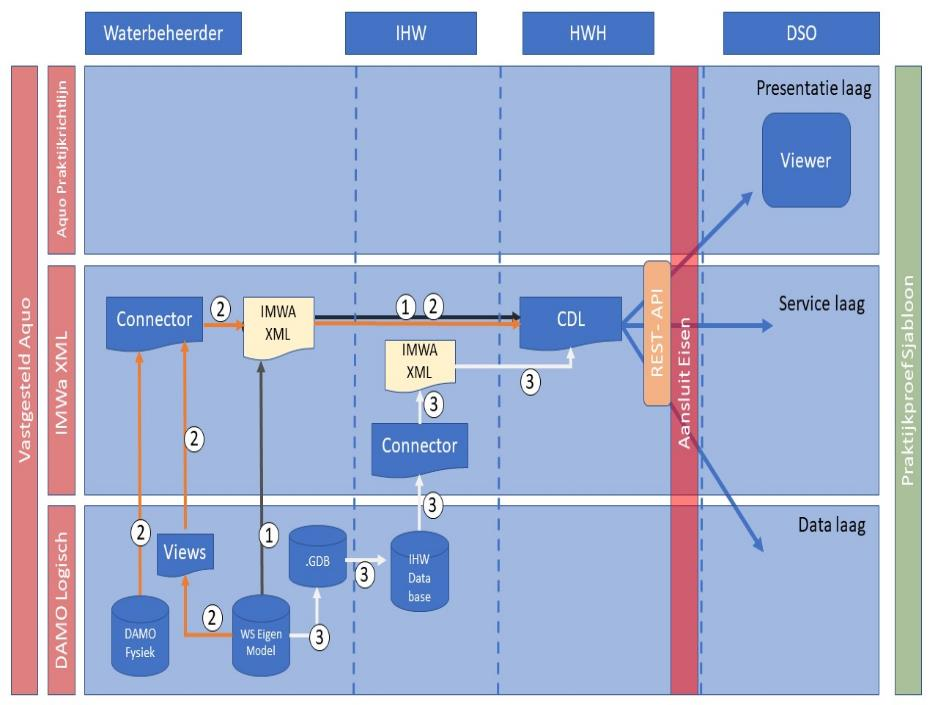 Waterbeheerder
IHW
HWH
DSO
Vastgesteld Aquo
Aquo Praktijkrichtlijn
Presentatie laag
Viewer
Praktijkproef Sjabloon
IMWa XML
Connector
2
IMWA
XML
1
2
CDL
REST- API
Aansluit Eisen
Service laag
IMWA
XML
3
3
2
Connector
3
DAMO Logisch
Data laag
2
Views
1
.GDB
3
IHW
Data
base
2
DAMO
Fysiek
WS Eigen
Model
3